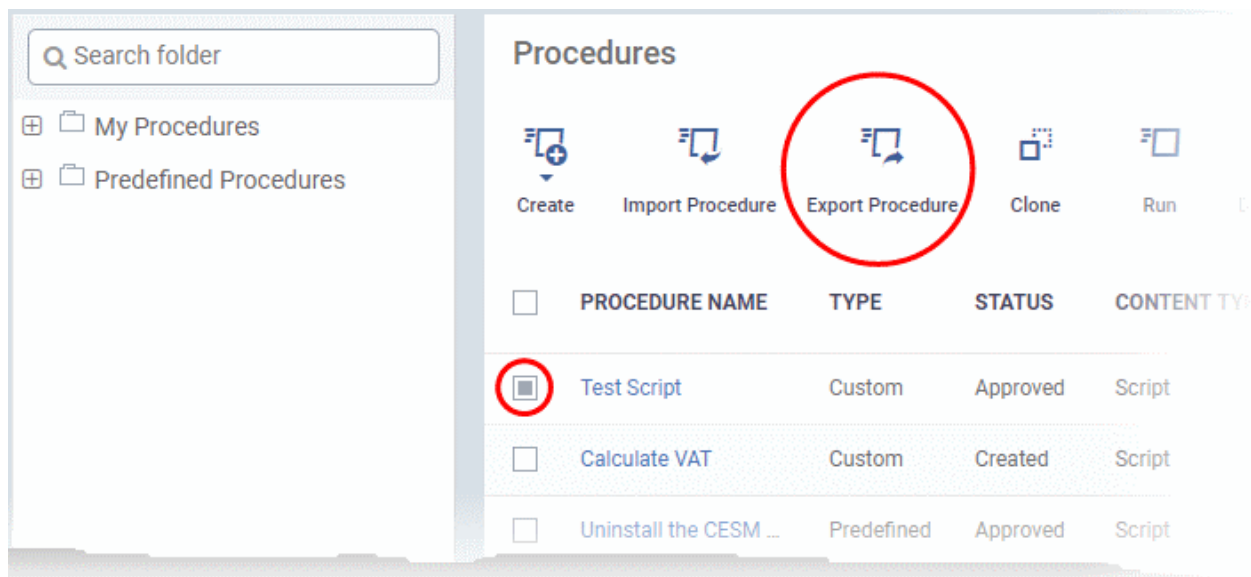 Search folder
My Procedures
Predefined Procedures
Procedures
Create Import Procedure Export Procedure Clone Run
PROCEDURE NAME TYPE STATUS CONTENT
Test Script Custom Approved Script
Calculate VAT Custom Created Script
Uninstall the CESM ... Predefined Approved Script